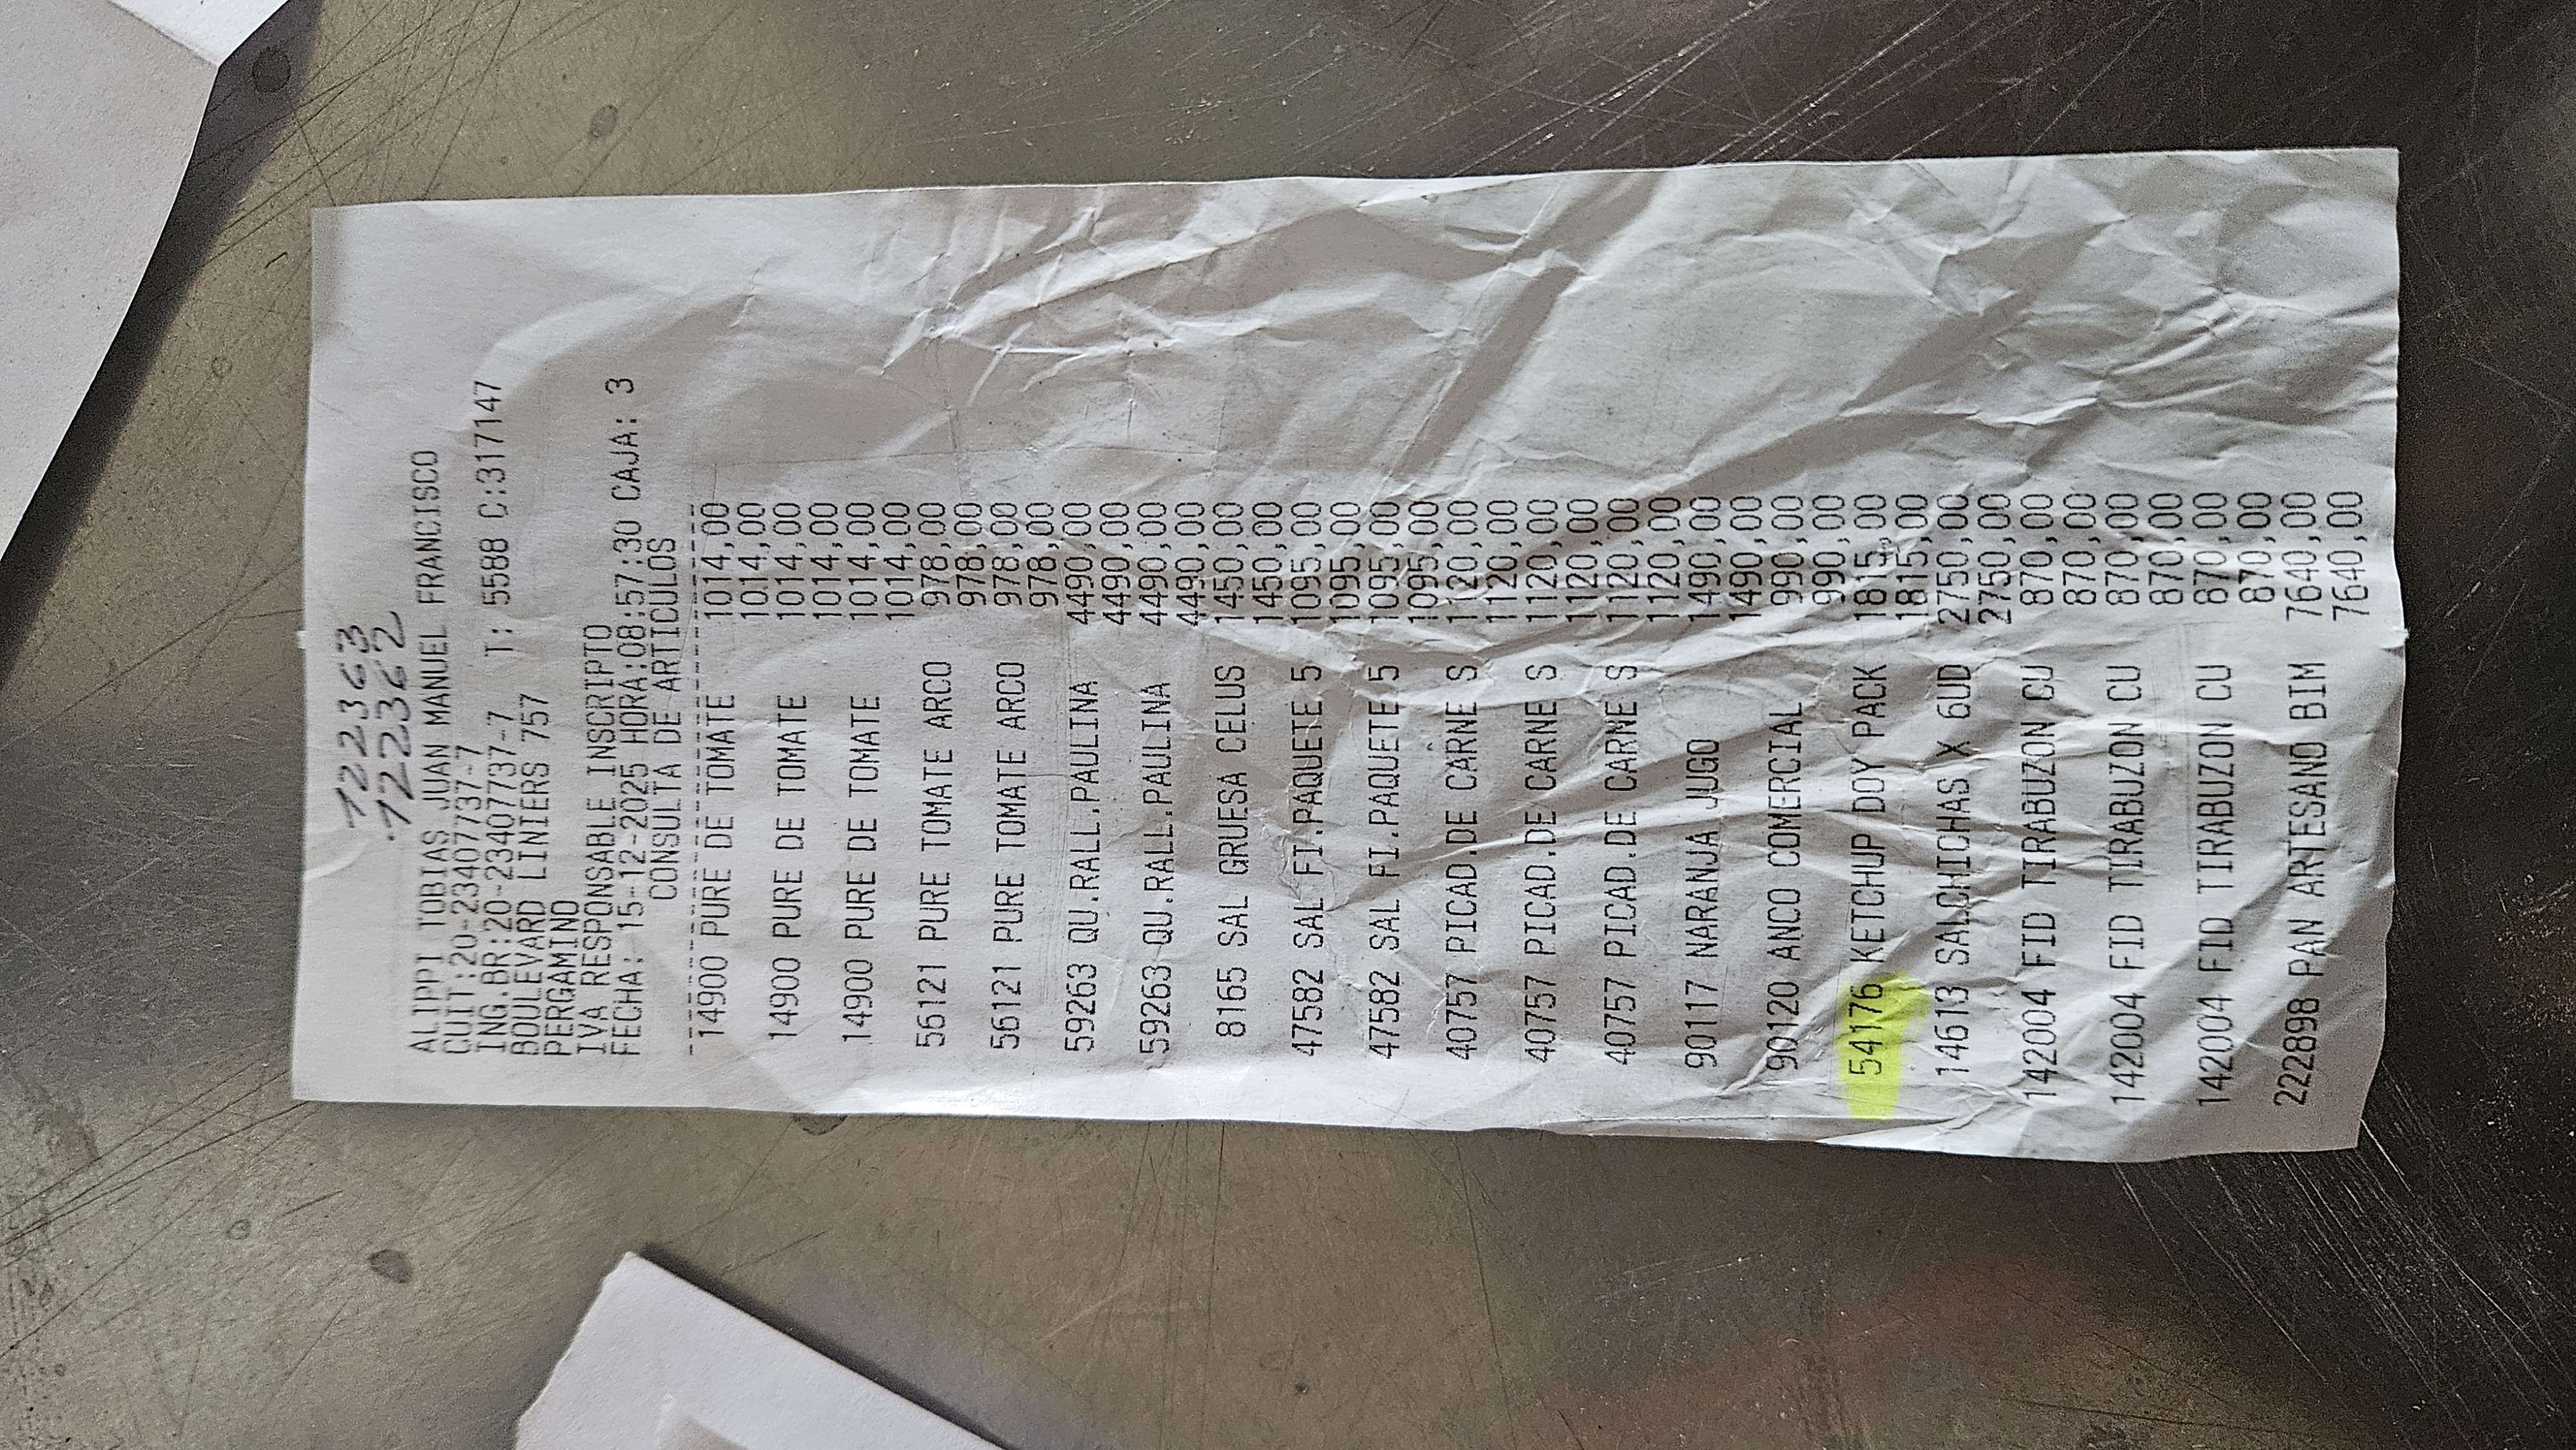 722363
722362
ALIPPI TOBIAS JUAN MANUEL FRANCISCO
CUIT:20-23407737-7
ING.BR:20-23407737-7 T: 5588 C:317147
BOULEVARD LINIERS 757
PERGAMINO
IVA RESPONSABLE INSCRIPTO
FECHA: 15-12-2025 HORA:08:57:30 CAJA: 3
CONSULTA DE ARTICULOS
14900 PURE DE TOMATE 1014,00
1014,00
14900 PURE DE TOMATE 1014,00
1014,00
14900 PURE DE TOMATE 1014,00
1014,00
56121 PURE TOMATE ARCO 978,00
978,00
56121 PURE TOMATE ARCO 978,00
978,00
59263 QU.RALL.PAULINA 4490,00
4490,00
59263 QU.RALL.PAULINA 4490,00
4490,00
8165 SAL GRUESA CELUS 1450,00
1450,00
47582 SAL FI.PAQUETE 5 1095,00
1095,00
47582 SAL FI.PAQUETE 5 1095,00
1095,00
40757 PICAD.DE CARNE S 1120,00
1120,00
40757 PICAD.DE CARNE S 1120,00
1120,00
40757 PICAD.DE CARNE S 1120,00
1120,00
90117 NARANJA JUGO 1490,00
1490,00
90120 ANCO COMERCIAL 990,00
990,00
54176 KETCHUP DOY PACK 1815,00
1815,00
14613 SALCHICHAS X 6UD 2750,00
2750,00
142004 FID TIRABUZON CU 870,00
870,00
142004 FID TIRABUZON CU 870,00
870,00
142004 FID TIRABUZON CU 870,00
870,00
222898 PAN ARTESANO BIM 7640,00
7640,00